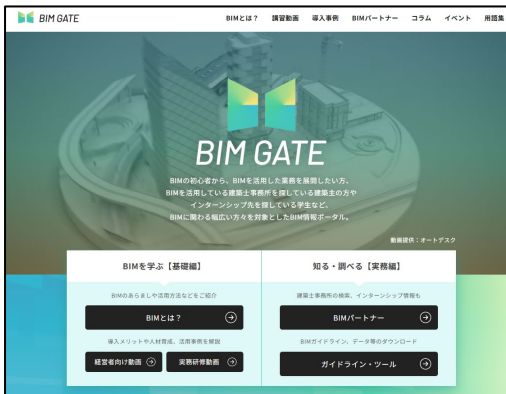 BIM GATE
BIMとは？ 講習動画 導入事例 BIMパートナー コラム イベント 用語集
BIM GATE
BIMの初心者から、BIMを活用した業務を展開したい方、
BIMを活用している建築士事務所を探している建築主の方や
インターンシップ先を探している学生など、
BIMに関わる幅広い方々を対象としたBIM情報ポータル。
動画提供：オートデスク
BIMを学ぶ【基礎編】
BIMのあらましや活用方法などをご紹介
BIMとは？
導入メリットや人材育成、活用事例を解説
経営者向け動画
実務研修動画
知る・調べる【実務編】
建築士事務所の検索、インターンシップ情報も
BIMパートナー
BIMガイドライン、データ等のダウンロード
ガイドライン・ツール